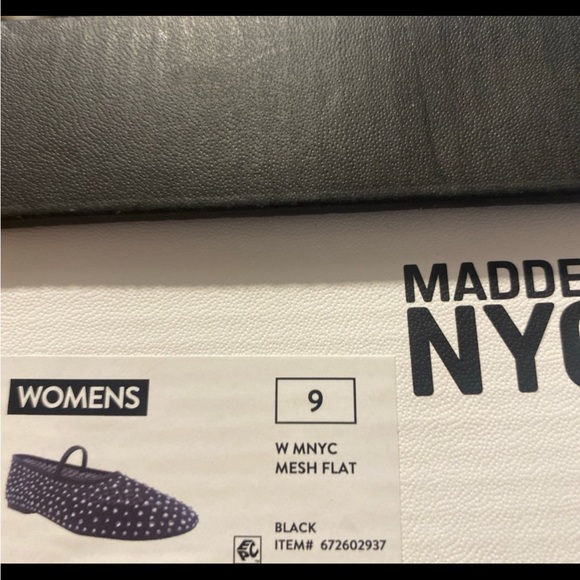 MADDE
NYC
WOMENS
9
W MNYC
MESH FLAT
BLACK
ITEM# 672602937